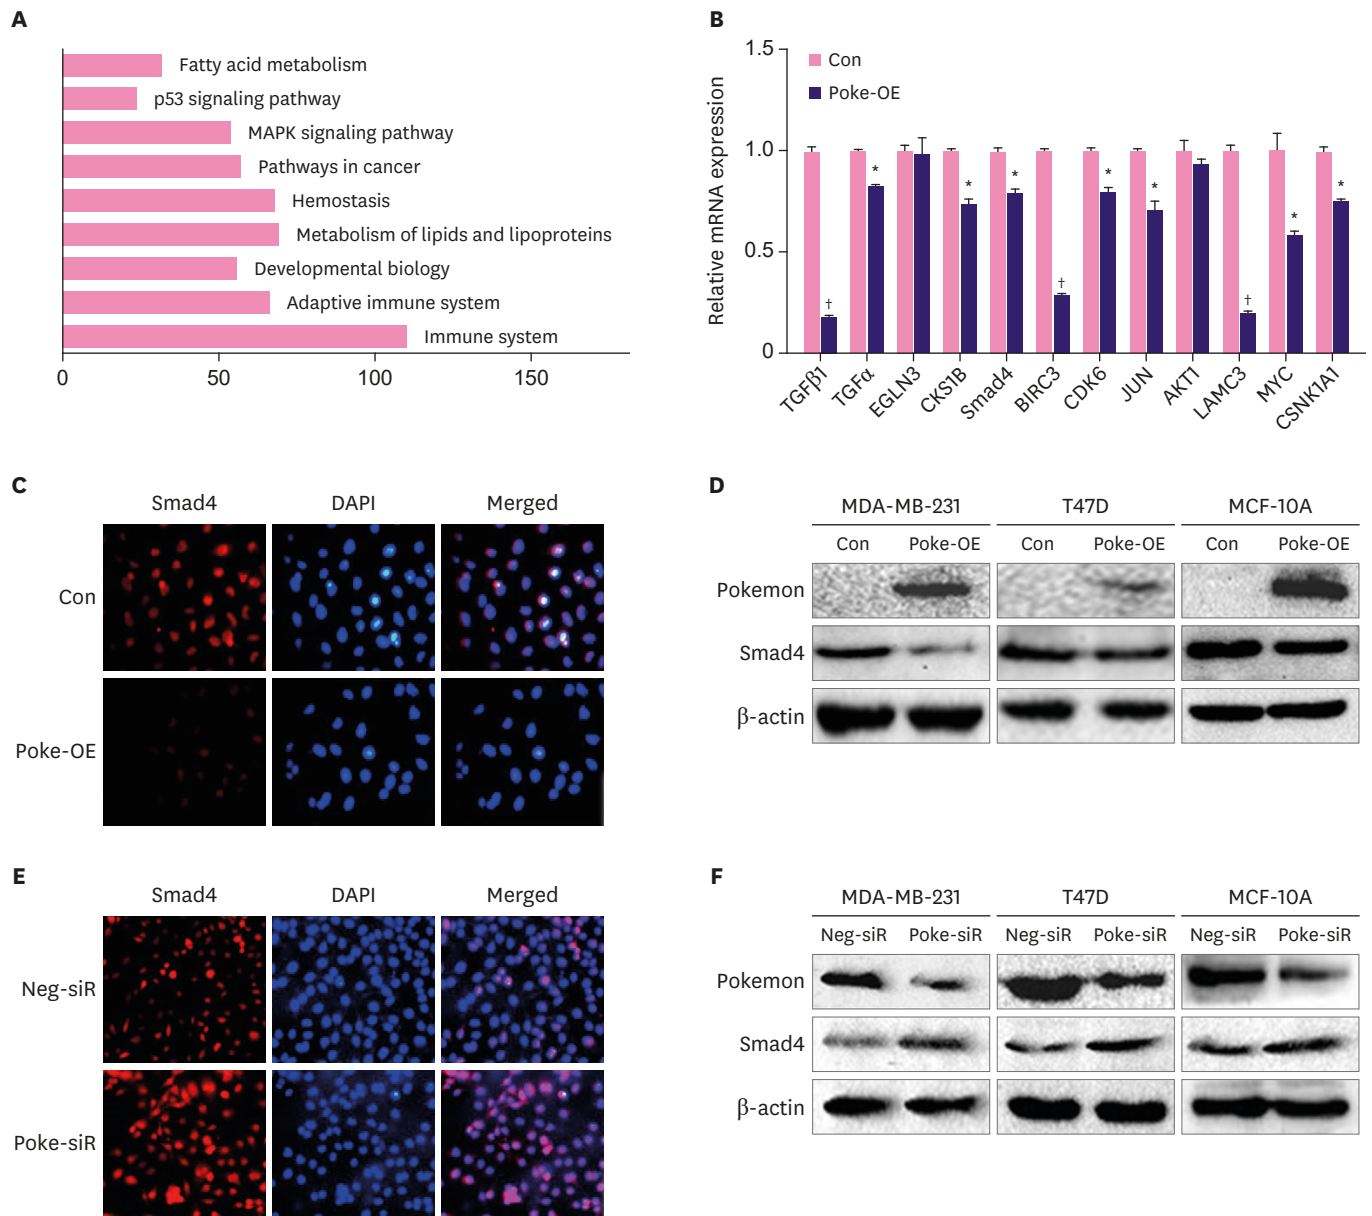 A
Fatty acid metabolism
p53 signaling pathway
MAPK signaling pathway
Pathways in cancer
Hemostasis
Metabolism of lipids and lipoproteins
Developmental biology
Adaptive immune system
Immune system
0 50 100 150
B
Relative mRNA expression
1.5
1.0
0.5
0
Con
Poke-OE
* * * * * * *
† † †
TGFβ1 TGFα EGLN3 CKS1B Smad4 BIRC3 CDK6 JUN AKT1 LAMC3 MYC CSNK1A1
C
Smad4 DAPI Merged
Con
Poke-OE
D
MDA-MB-231 T47D MCF-10A
Con Poke-OE Con Poke-OE Con Poke-OE
Pokemon
Smad4
β-actin
E
Smad4 DAPI Merged
Neg-siR
Poke-siR
F
MDA-MB-231 T47D MCF-10A
Neg-siR Poke-siR Neg-siR Poke-siR Neg-siR Poke-siR
Pokemon
Smad4
β-actin